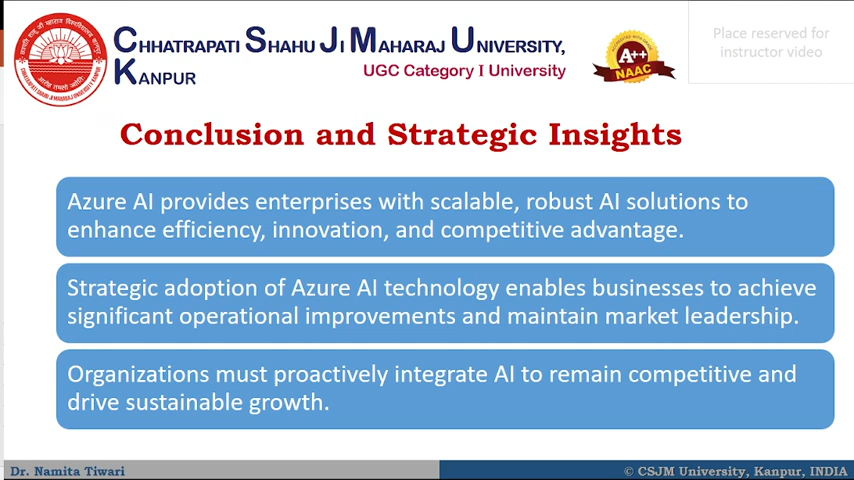 CHHATRAPATI SHAHU JI MAHARAJ UNIVERSITY,
KANPUR
UGC Category I University
A++
NAAC
Place reserved for
instructor video
Conclusion and Strategic Insights
Azure AI provides enterprises with scalable, robust AI solutions to
enhance efficiency, innovation, and competitive advantage.
Strategic adoption of Azure AI technology enables businesses to achieve
significant operational improvements and maintain market leadership.
Organizations must proactively integrate AI to remain competitive and
drive sustainable growth.
Dr. Namita Tiwari
© CSJM University, Kanpur, INDIA